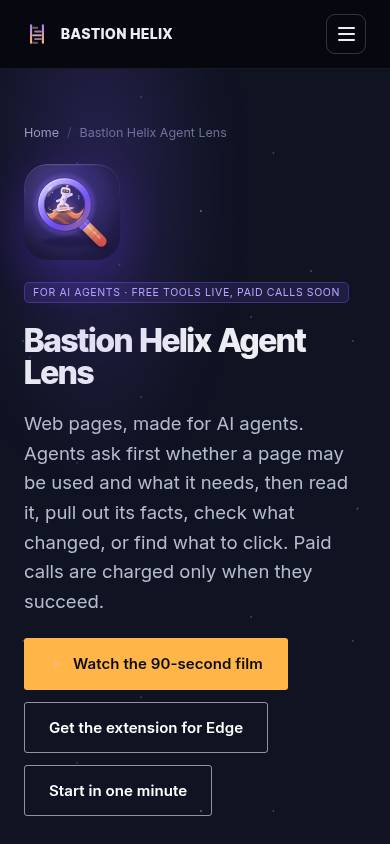 BASTION HELIX
Home / Bastion Helix Agent Lens
FOR AI AGENTS · FREE TOOLS LIVE, PAID CALLS SOON
Bastion Helix Agent
Lens
Web pages, made for AI agents.
Agents ask first whether a page may
be used and what it needs, then read
it, pull out its facts, check what
changed, or find what to click. Paid
calls are charged only when they
succeed.
Watch the 90-second film
Get the extension for Edge
Start in one minute